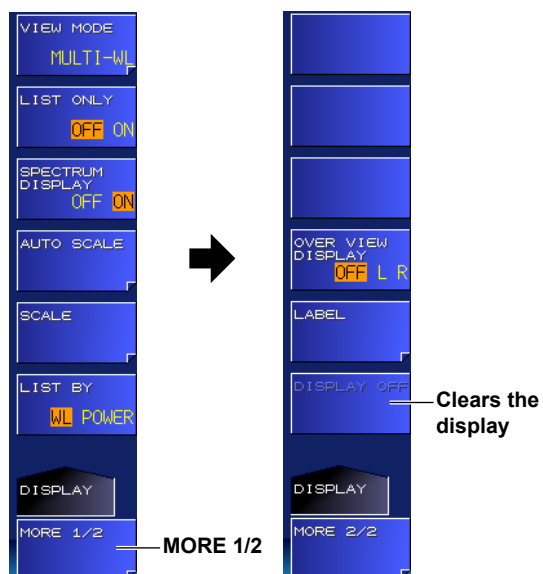 VIEW MODE
MULTI-WL
LIST ONLY
OFF ON
SPECTRUM
DISPLAY
OFF ON
AUTO SCALE
SCALE
LIST BY
WL POWER
DISPLAY
MORE 1/2
MORE 1/2
OVER VIEW
DISPLAY
OFF L R
LABEL
DISPLAY OFF
Clears the
display
DISPLAY
MORE 2/2